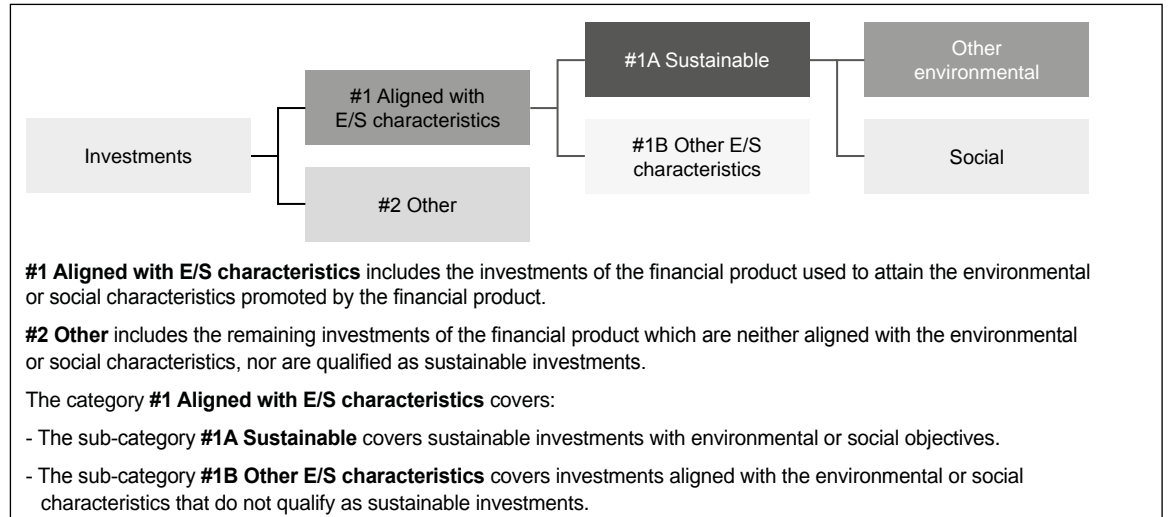 #1A Sustainable
Other
environmental
#1 Aligned with
E/S characteristics
Investments
#1B Other E/S
characteristics
Social
#2 Other
#1 Aligned with E/S characteristics includes the investments of the financial product used to attain the environmental
or social characteristics promoted by the financial product.
#2 Other includes the remaining investments of the financial product which are neither aligned with the environmental
or social characteristics, nor are qualified as sustainable investments.
The category #1 Aligned with E/S characteristics covers:
- The sub-category #1A Sustainable covers sustainable investments with environmental or social objectives.
- The sub-category #1B Other E/S characteristics covers investments aligned with the environmental or social
characteristics that do not qualify as sustainable investments.